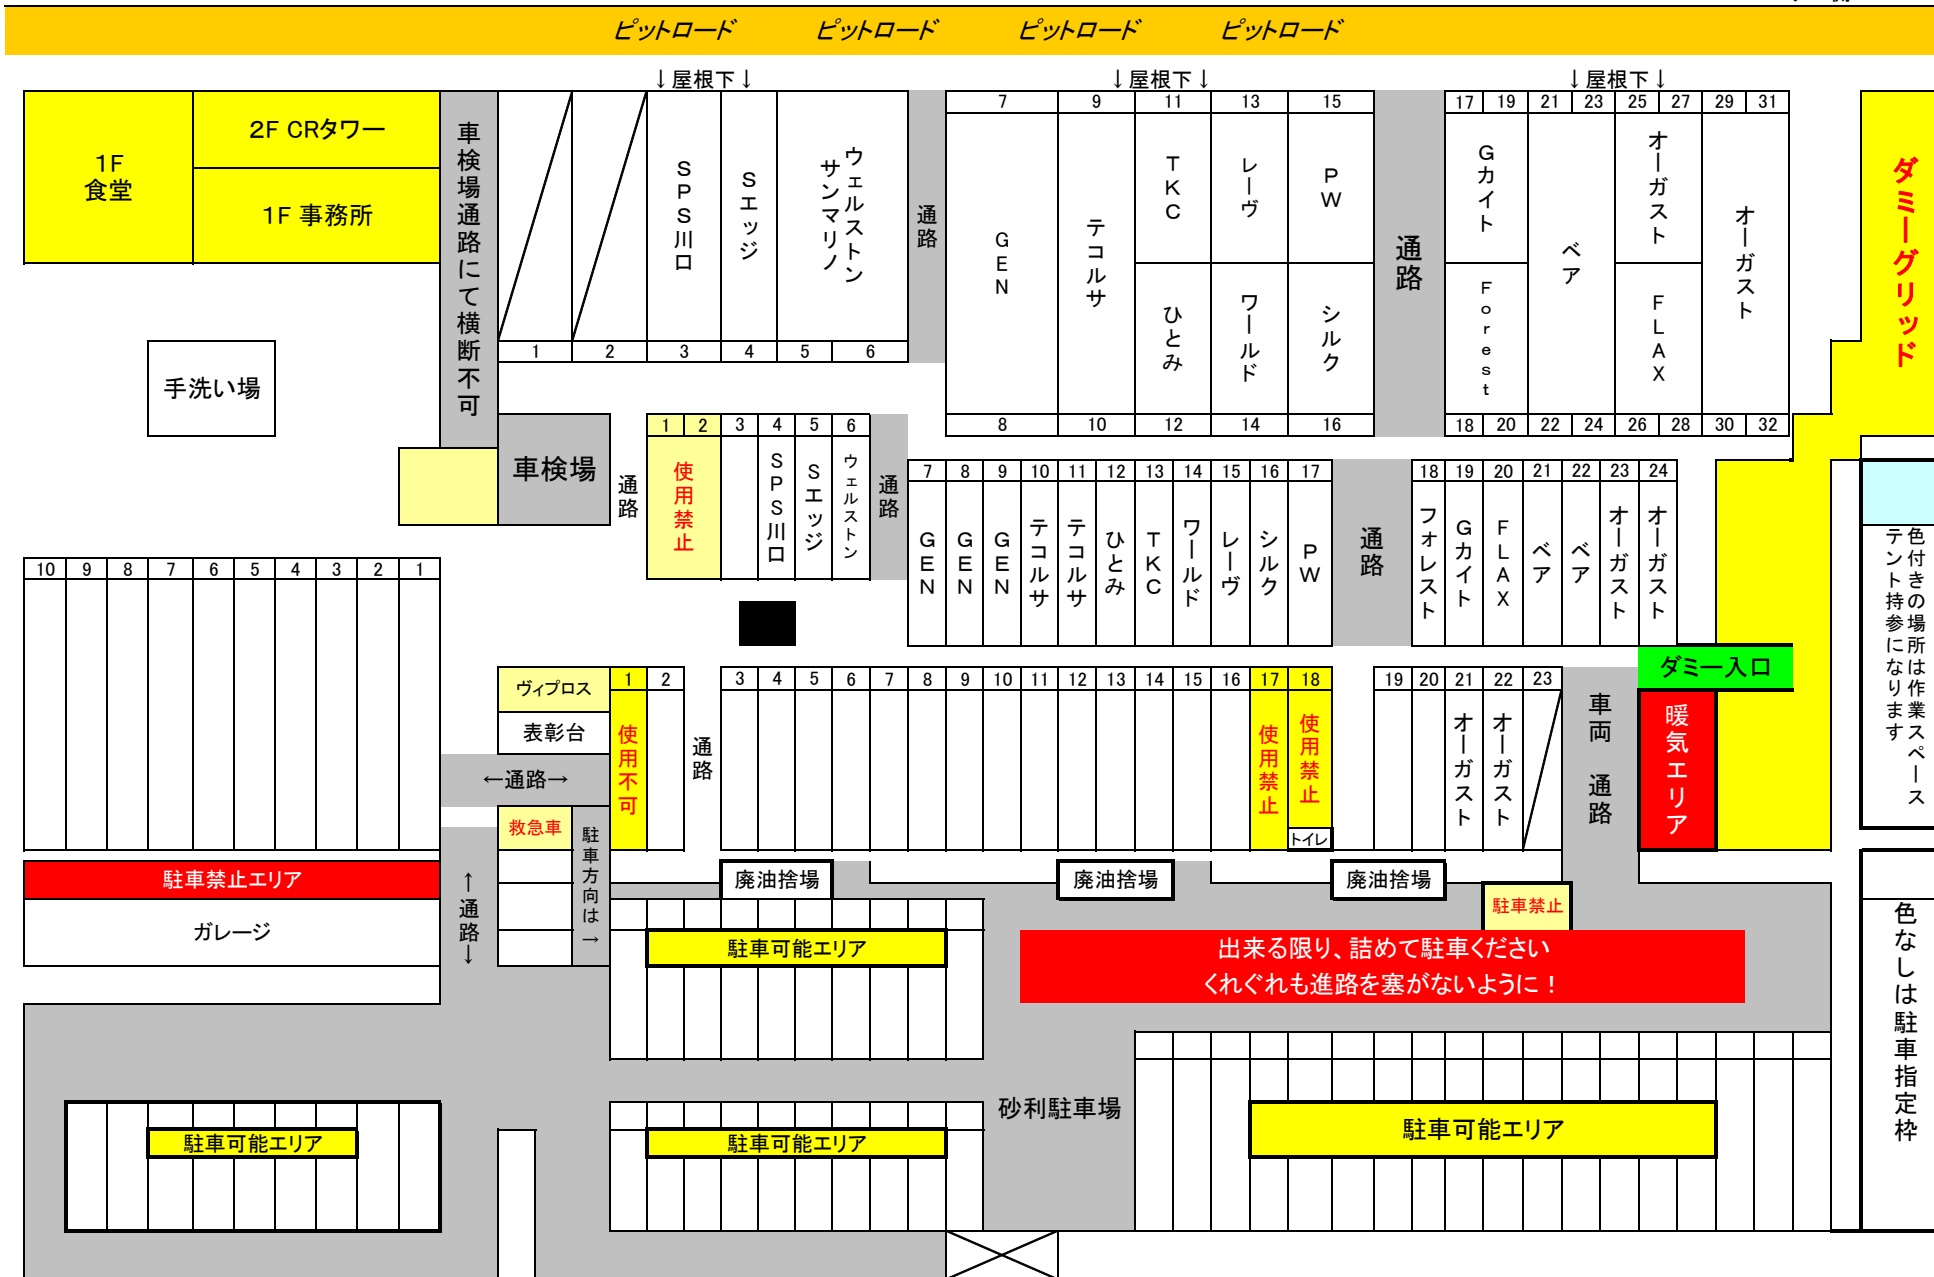 ピットロード ピットロード ピットロード ピットロード
↓屋根下↓ ↓屋根下↓ ↓屋根下↓
1F
食堂
2F CRタワー
1F 事務所
車検場通路にて横断不可
SPS川口
Sエッジ
ウェルストン
サンマリノ
1 2 3 4 5 6
通路
7 9 11 13 15
GEN
テコルサ
TKC
レーヴ
PW
ひとみ
ワールド
シルク
8 10 12 14 16
通路
17 19 21 23 25 27 29 31
Gカイト
Forest
ベア
オーガスト
FLAX
オーガスト
18 20 22 24 26 28 30 32
ダミーグリッド
手洗い場
車検場
通路
1 2 3 4 5 6
使用禁止
SPS川口
Sエッジ
ウェルストン
通路
7 8 9 10 11 12 13 14 15 16 17
GEN
GEN
GEN
テコルサ
テコルサ
ひとみ
TKC
ワールド
レーヴ
シルク
PW
通路
18 19 20 21 22 23 24
フォレスト
Gカイト
FLAX
ベア
ベア
オーガスト
オーガスト
色付きの場所は作業スペース
テント持参になります
10 9 8 7 6 5 4 3 2 1
ヴィプロス
表彰台
←通路→
1 2
使用不可
通路
3 4 5 6 7 8 9 10 11 12 13 14 15 16 17 18
使用禁止
使用禁止
トイレ
19 20 21 22 23
オーガスト
オーガスト
車両 通路
ダミー入口
暖気エリア
救急車
駐車方向は→
駐車禁止エリア
ガレージ
←通路→
廃油捨場 廃油捨場 廃油捨場
駐車禁止
駐車可能エリア
出来る限り、詰めて駐車ください
くれぐれも進路を塞がないように！
色なしは駐車指定枠
砂利駐車場
駐車可能エリア
駐車可能エリア
駐車可能エリア